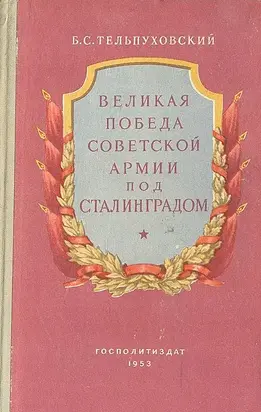 Б.С.ТЕЛЬПУХОВСКИЙ
ВЕЛИКАЯ
ПОБЕДА
СОВЕТСКОЙ
АРМИИ
ПОД
СТАЛИНГРАДОМ
ГОСПОЛИТИЗДАТ
1953